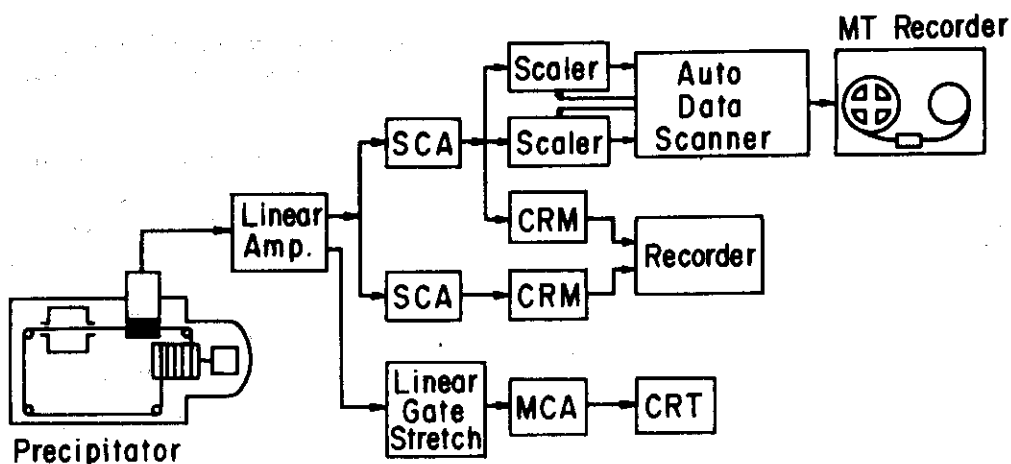 MT Recorder
Scaler
Auto
Data
Scanner
SCA
Scaler
Linear
Amp.
CRM
Recorder
SCA
CRM
Linear
Gate
Stretch
MCA
CRT
Precipitator